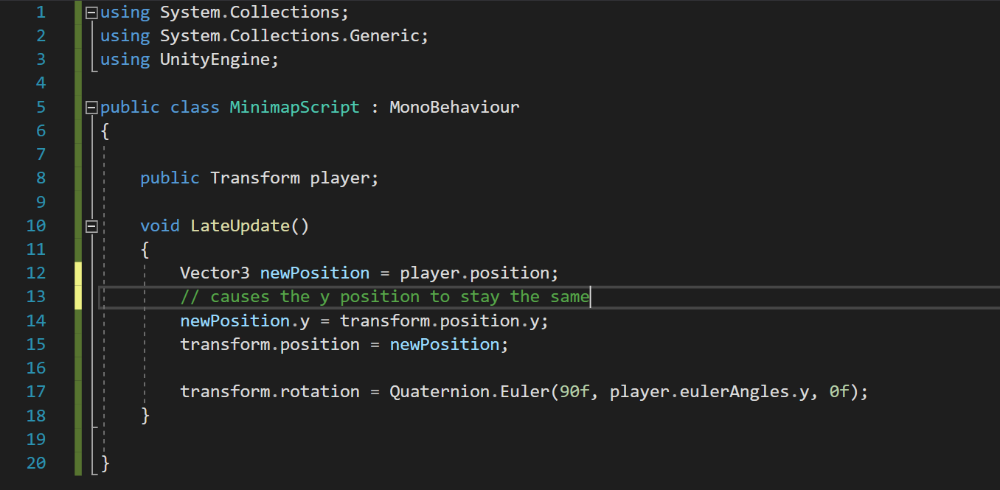 1 using System.Collections;
2 using System.Collections.Generic;
3 using UnityEngine;
4
5 public class MinimapScript : MonoBehaviour
6 {
7
8 public Transform player;
9
10 void LateUpdate()
11 {
12 Vector3 newPosition = player.position;
13 // causes the y position to stay the same
14 newPosition.y = transform.position.y;
15 transform.position = newPosition;
16
17 transform.rotation = Quaternion.Euler(90f, player.eulerAngles.y, 0f);
18 }
19
20 }